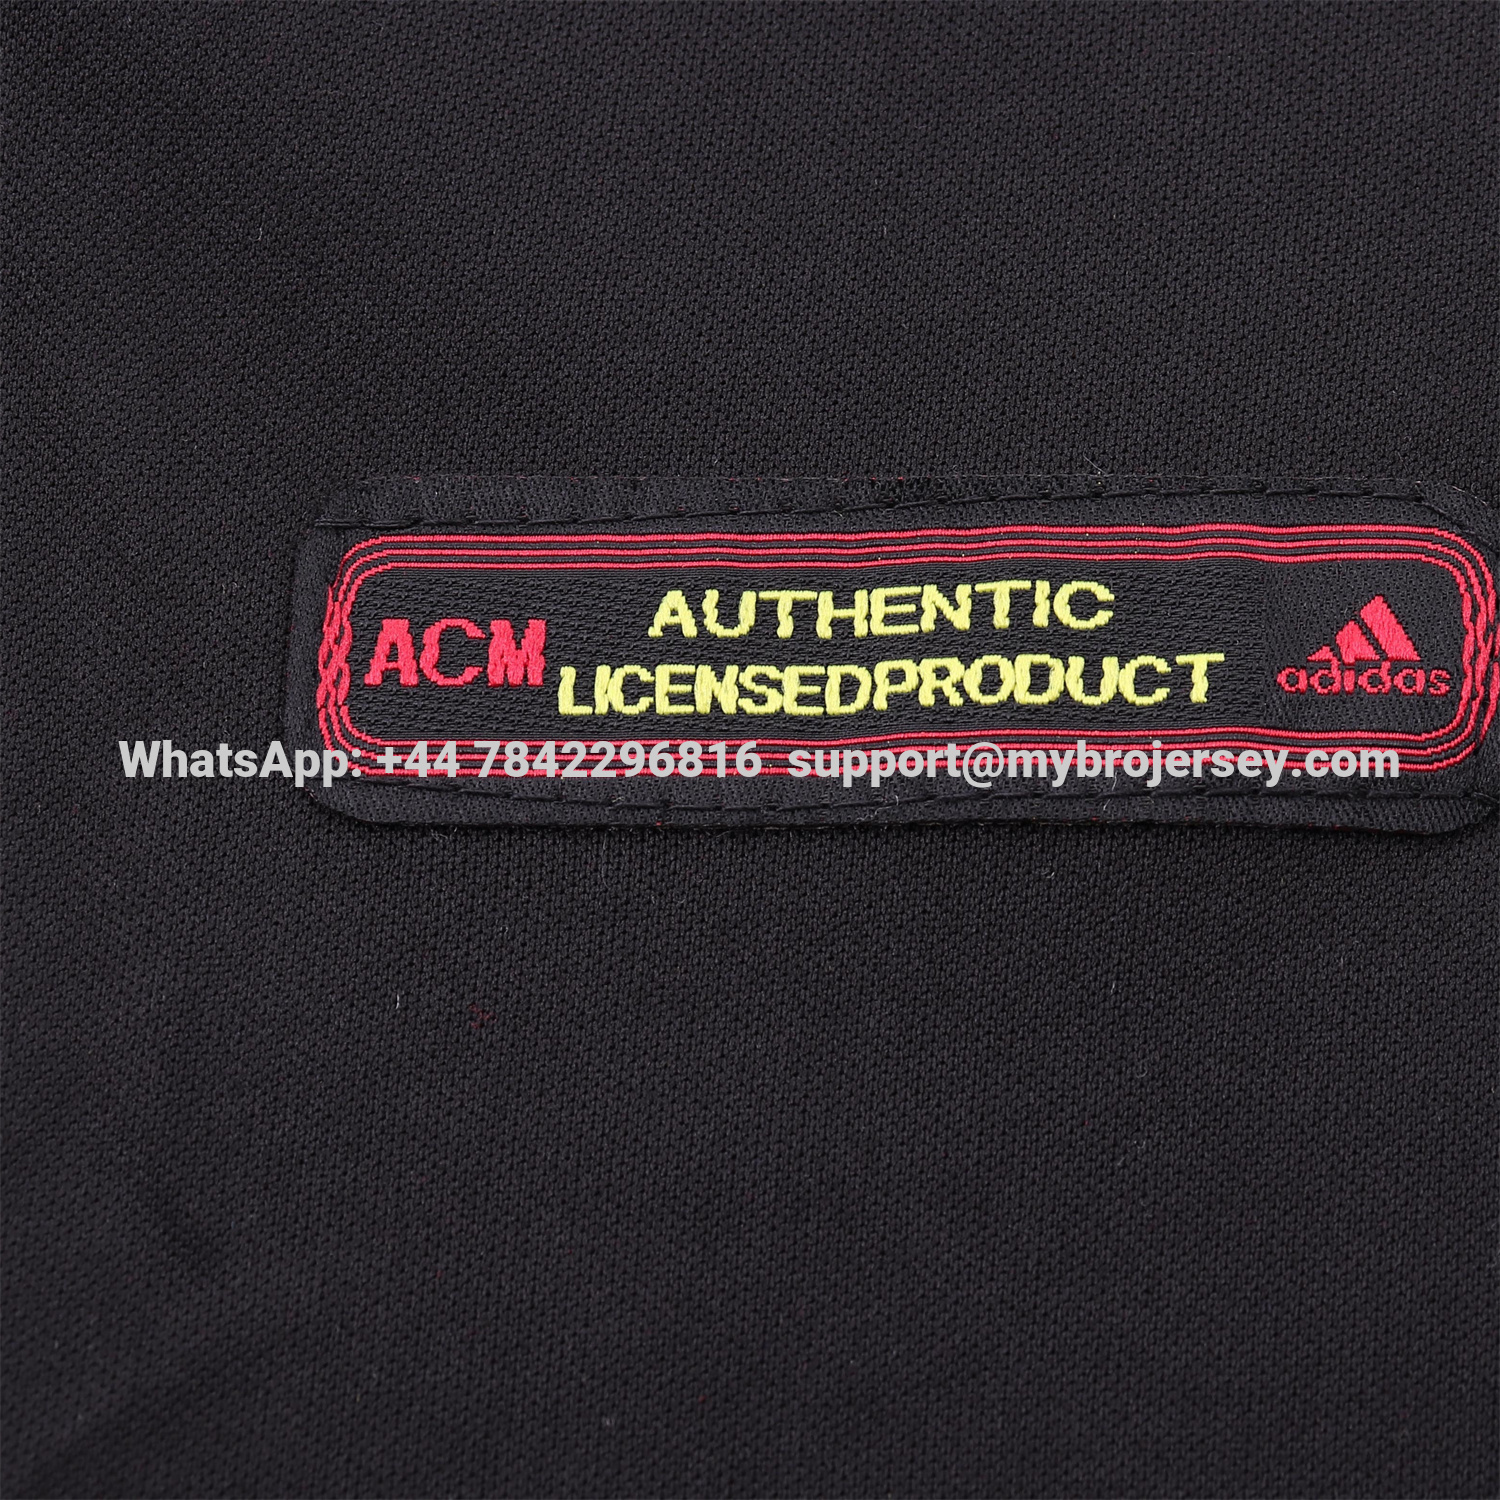 AUTHENTIC
ACM LICENSEDPRODUCT adidas
WhatsApp: +44 7842296816 support@mybrojersey.com